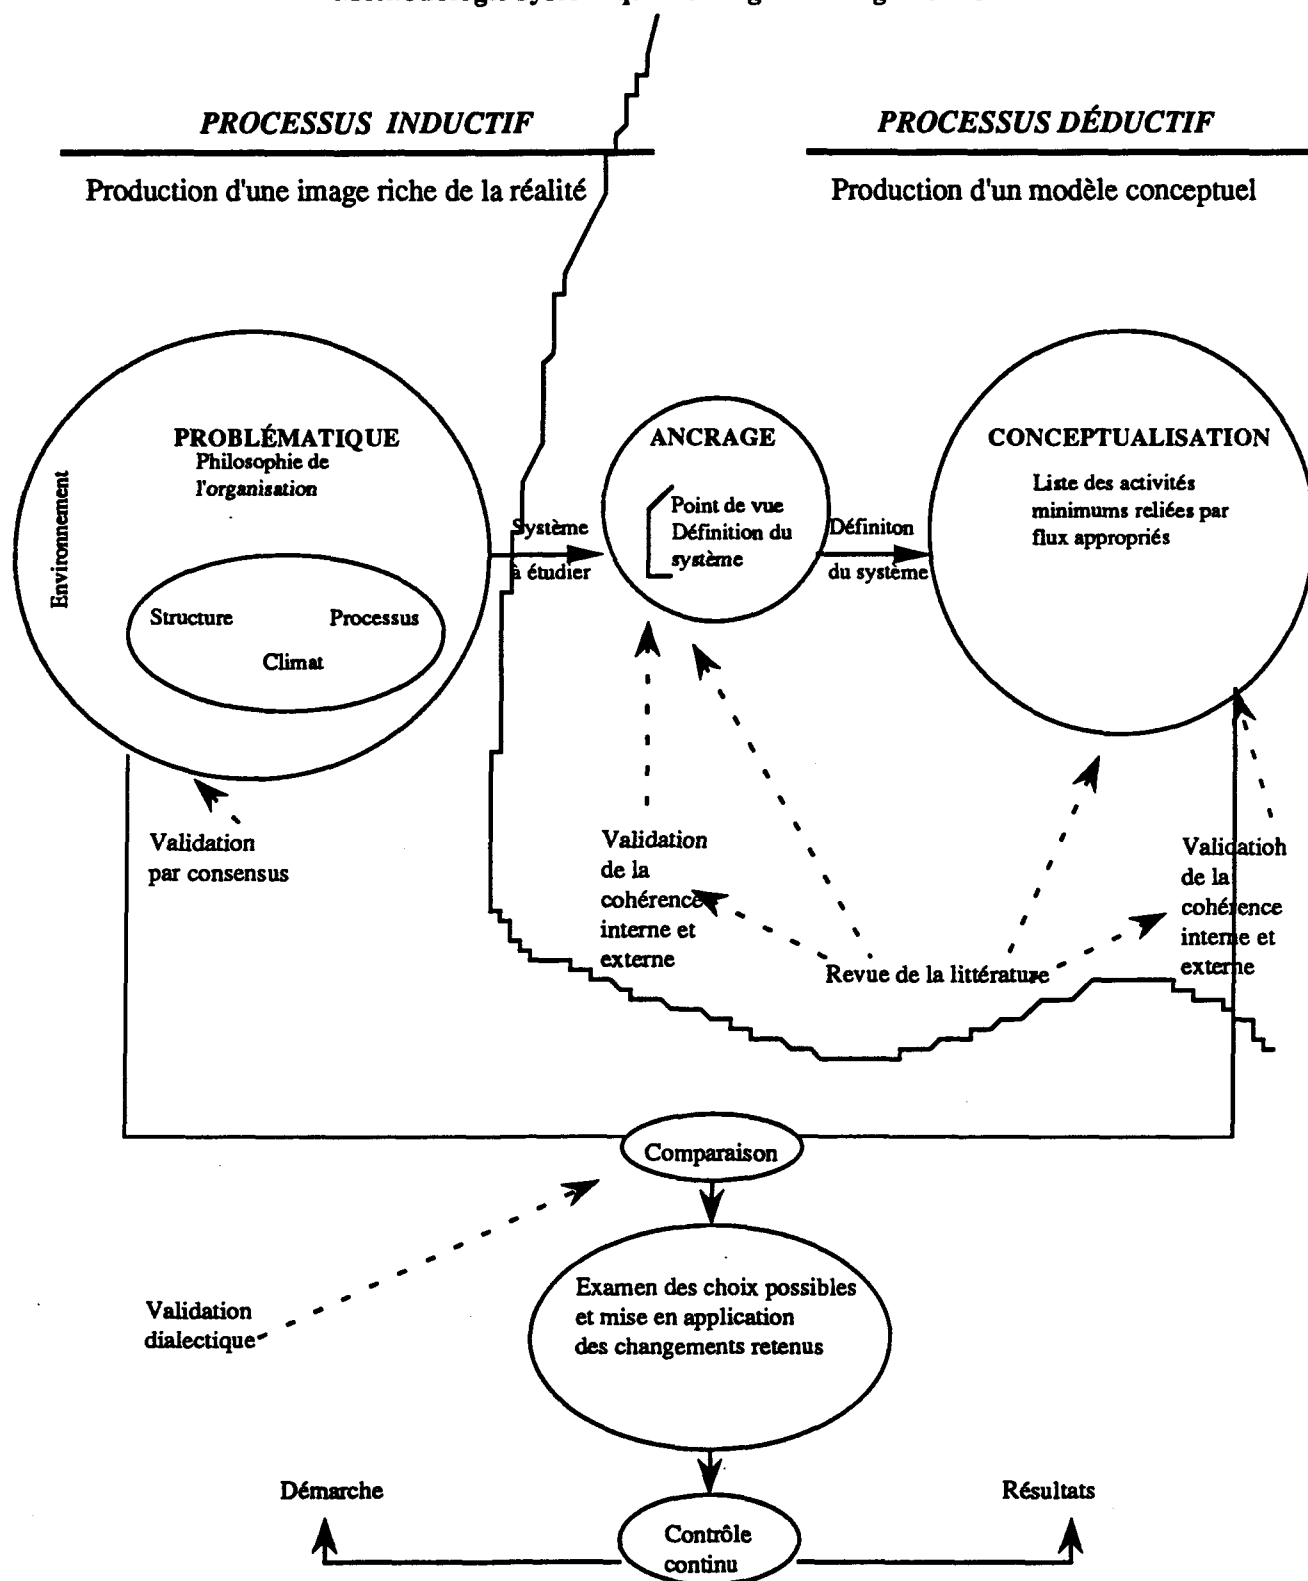 PROCESSUS INDUCTIF
PROCESSUS DÉDUCTIF
Production d'une image riche de la réalité
Production d'un modèle conceptuel
PROBLÉMATIQUE
Philosophie de
l'organisation
Environnement
Structure
Processus
Climat
Système
à étudier
ANCRAGE
Point de vue
Définition du
système
Définiton
du système
CONCEPTUALISATION
Liste des activités
minimums reliées par
flux appropriés
Validation
par consensus
Validation
de la
cohérence
interne et
externe
Revue de la littérature
Validatioh
de la
cohérence
interne et
externe
Comparaison
Validation
dialectique
Examen des choix possibles
et mise en application
des changements retenus
Démarche
Résultats
Contrôle
continu